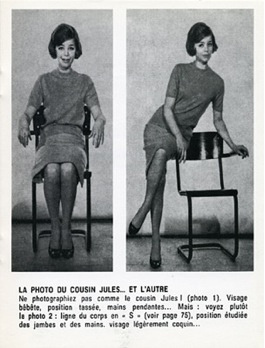 LA PHOTO DU COUSIN JULES... ET L'AUTRE
Ne photographiez pas comme le cousin Jules ! (photo 1). Visage
bêbête, position tassée, mains pendantes... Mais : voyez plutôt
la photo 2 : ligne du corps en « S » (voir page 75), position étudiée
des jambes et des mains. visage légèrement coquin...